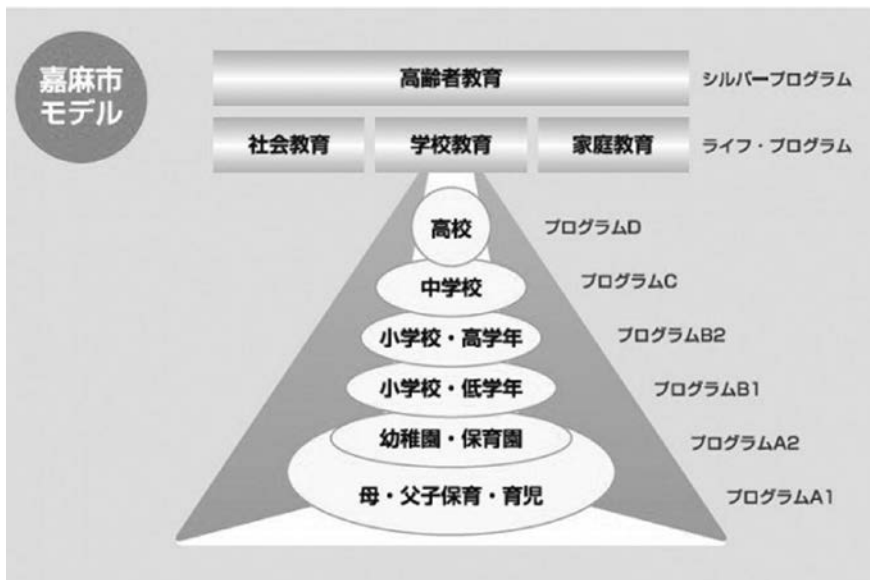 嘉麻市
モデル
高齢者教育 シルバープログラム
社会教育 学校教育 家庭教育 ライフ・プログラム
高校 プログラムD
中学校 プログラムC
小学校・高学年 プログラムB2
小学校・低学年 プログラムB1
幼稚園・保育園 プログラムA2
母・父子保育・育児 プログラムA1